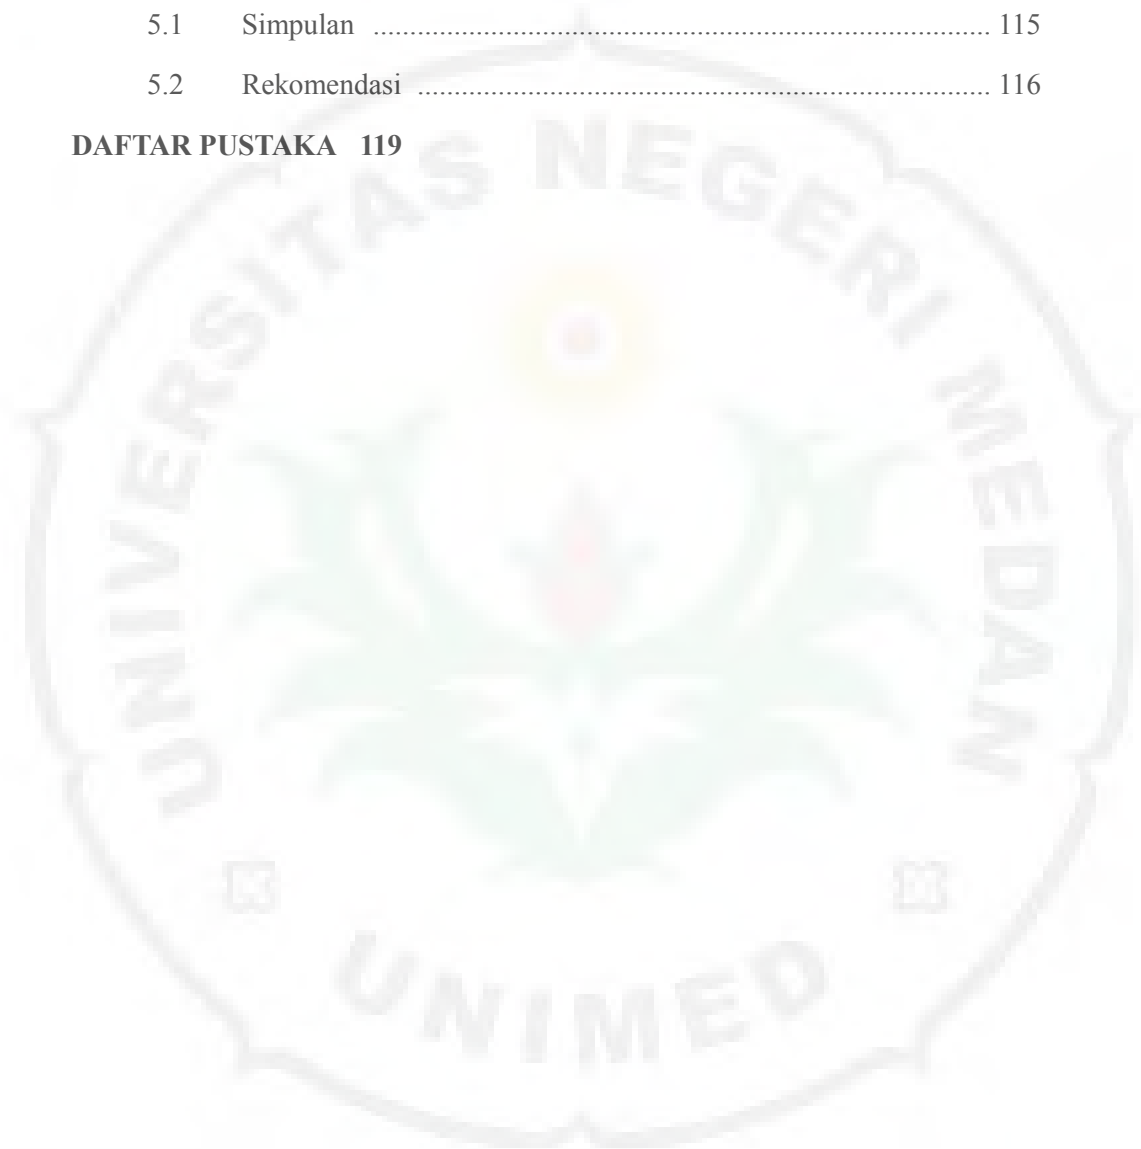 5.1 Simpulan .................................................................................... 115
5.2 Rekomendasi .............................................................................. 116
DAFTAR PUSTAKA 119
UNIVERSITAS NEGERI MEDAN
UNIMED